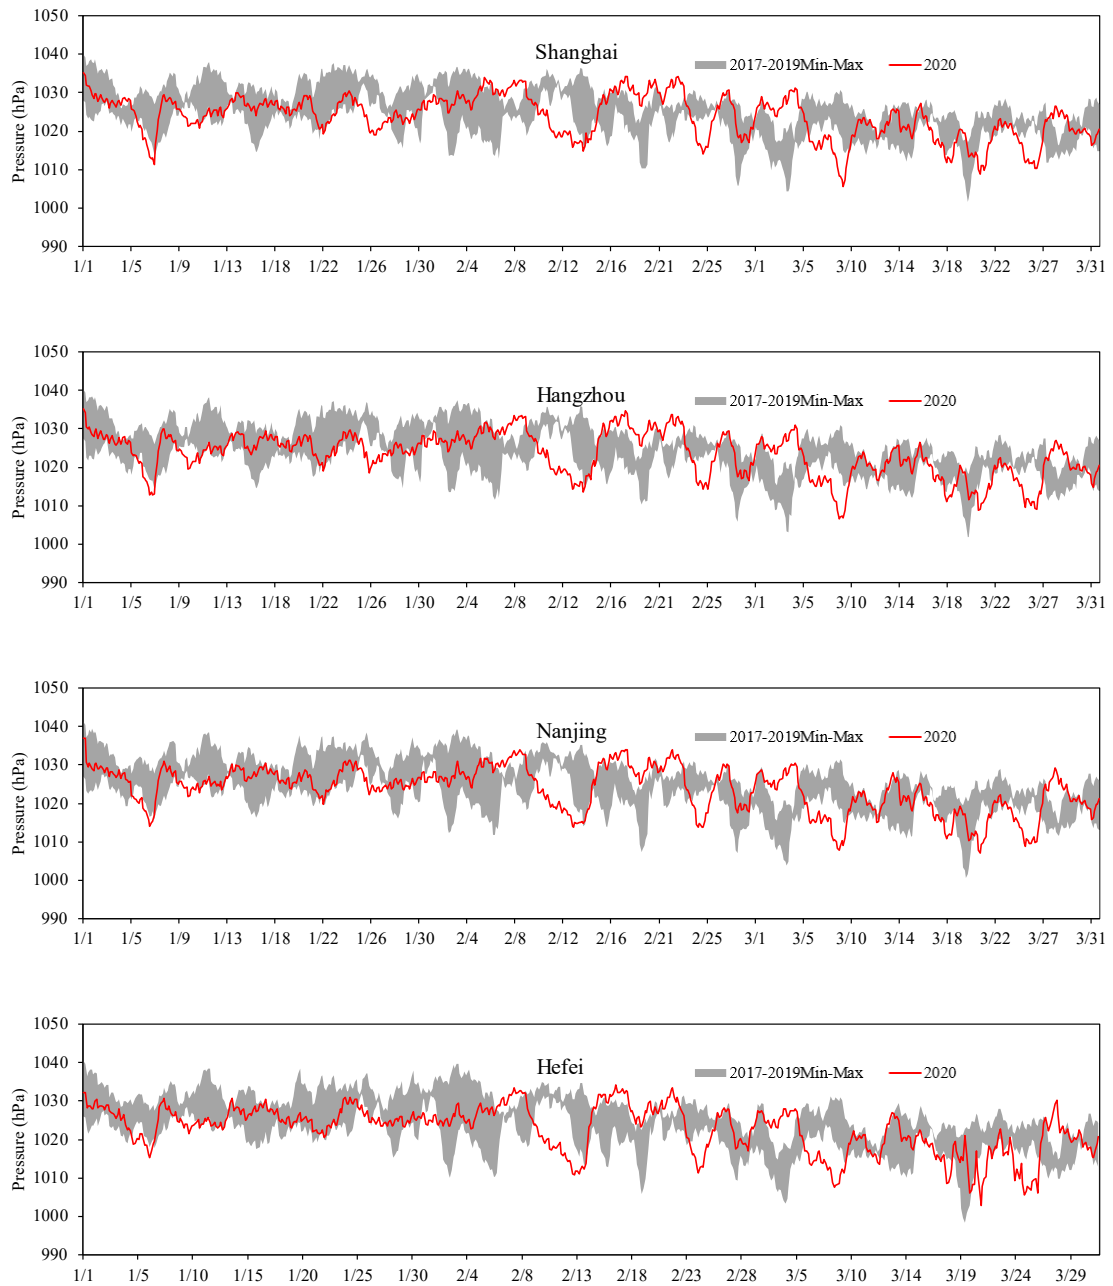 1050
Shanghai
2017-2019Min-Max 2020
1040
1030
1020
1010
1000
990
Pressure (hPa)
1/1 1/5 1/9 1/13 1/18 1/22 1/26 1/30 2/4 2/8 2/12 2/16 2/21 2/25 3/1 3/5 3/10 3/14 3/18 3/22 3/27 3/31
1050
Hangzhou
2017-2019Min-Max 2020
1040
1030
1020
1010
1000
990
Pressure (hPa)
1/1 1/5 1/9 1/13 1/18 1/22 1/26 1/30 2/4 2/8 2/12 2/16 2/21 2/25 3/1 3/5 3/10 3/14 3/18 3/22 3/27 3/31
1050
Nanjing
2017-2019Min-Max 2020
1040
1030
1020
1010
1000
990
Pressure (hPa)
1/1 1/5 1/9 1/13 1/18 1/22 1/26 1/30 2/4 2/8 2/12 2/16 2/21 2/25 3/1 3/5 3/10 3/14 3/18 3/22 3/27 3/31
1050
Hefei
2017-2019Min-Max 2020
1040
1030
1020
1010
1000
990
Pressure (hPa)
1/1 1/5 1/10 1/15 1/20 1/25 1/30 2/4 2/8 2/13 2/18 2/23 2/28 3/5 3/10 3/14 3/19 3/24 3/29